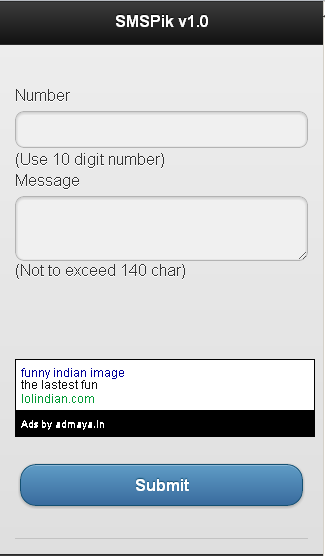 SMSPik v1.0
Number
(Use 10 digit number)
Message
(Not to exceed 140 char)
funny indian image
the lastest fun
lolindian.com
Ads by admaya.in
Submit